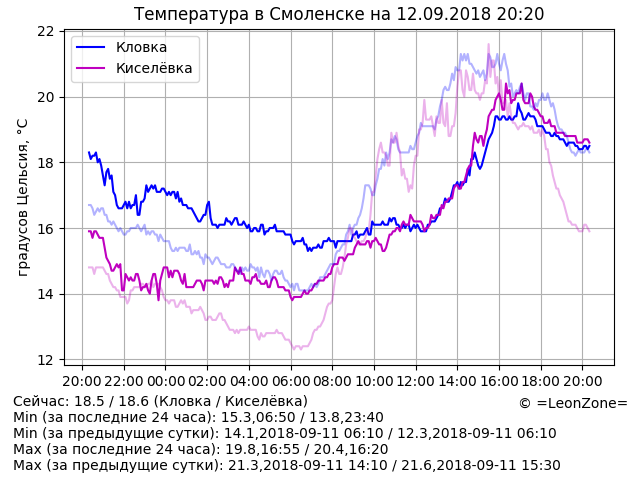 Температура в Смоленске на 12.09.2018 20:20
22
20
18
16
14
12
градусов Цельсия, °C
Кловка
Киселёвка
20:00 22:00 00:00 02:00 04:00 06:00 08:00 10:00 12:00 14:00 16:00 18:00 20:00
Сейчас: 18.5 / 18.6 (Кловка / Киселёвка)
© =LeonZone=
Min (за последние 24 часа): 15.3,06:50 / 13.8,23:40
Min (за предыдущие сутки): 14.1,2018-09-11 06:10 / 12.3,2018-09-11 06:10
Max (за последние 24 часа): 19.8,16:55 / 20.4,16:20
Max (за предыдущие сутки): 21.3,2018-09-11 14:10 / 21.6,2018-09-11 15:30